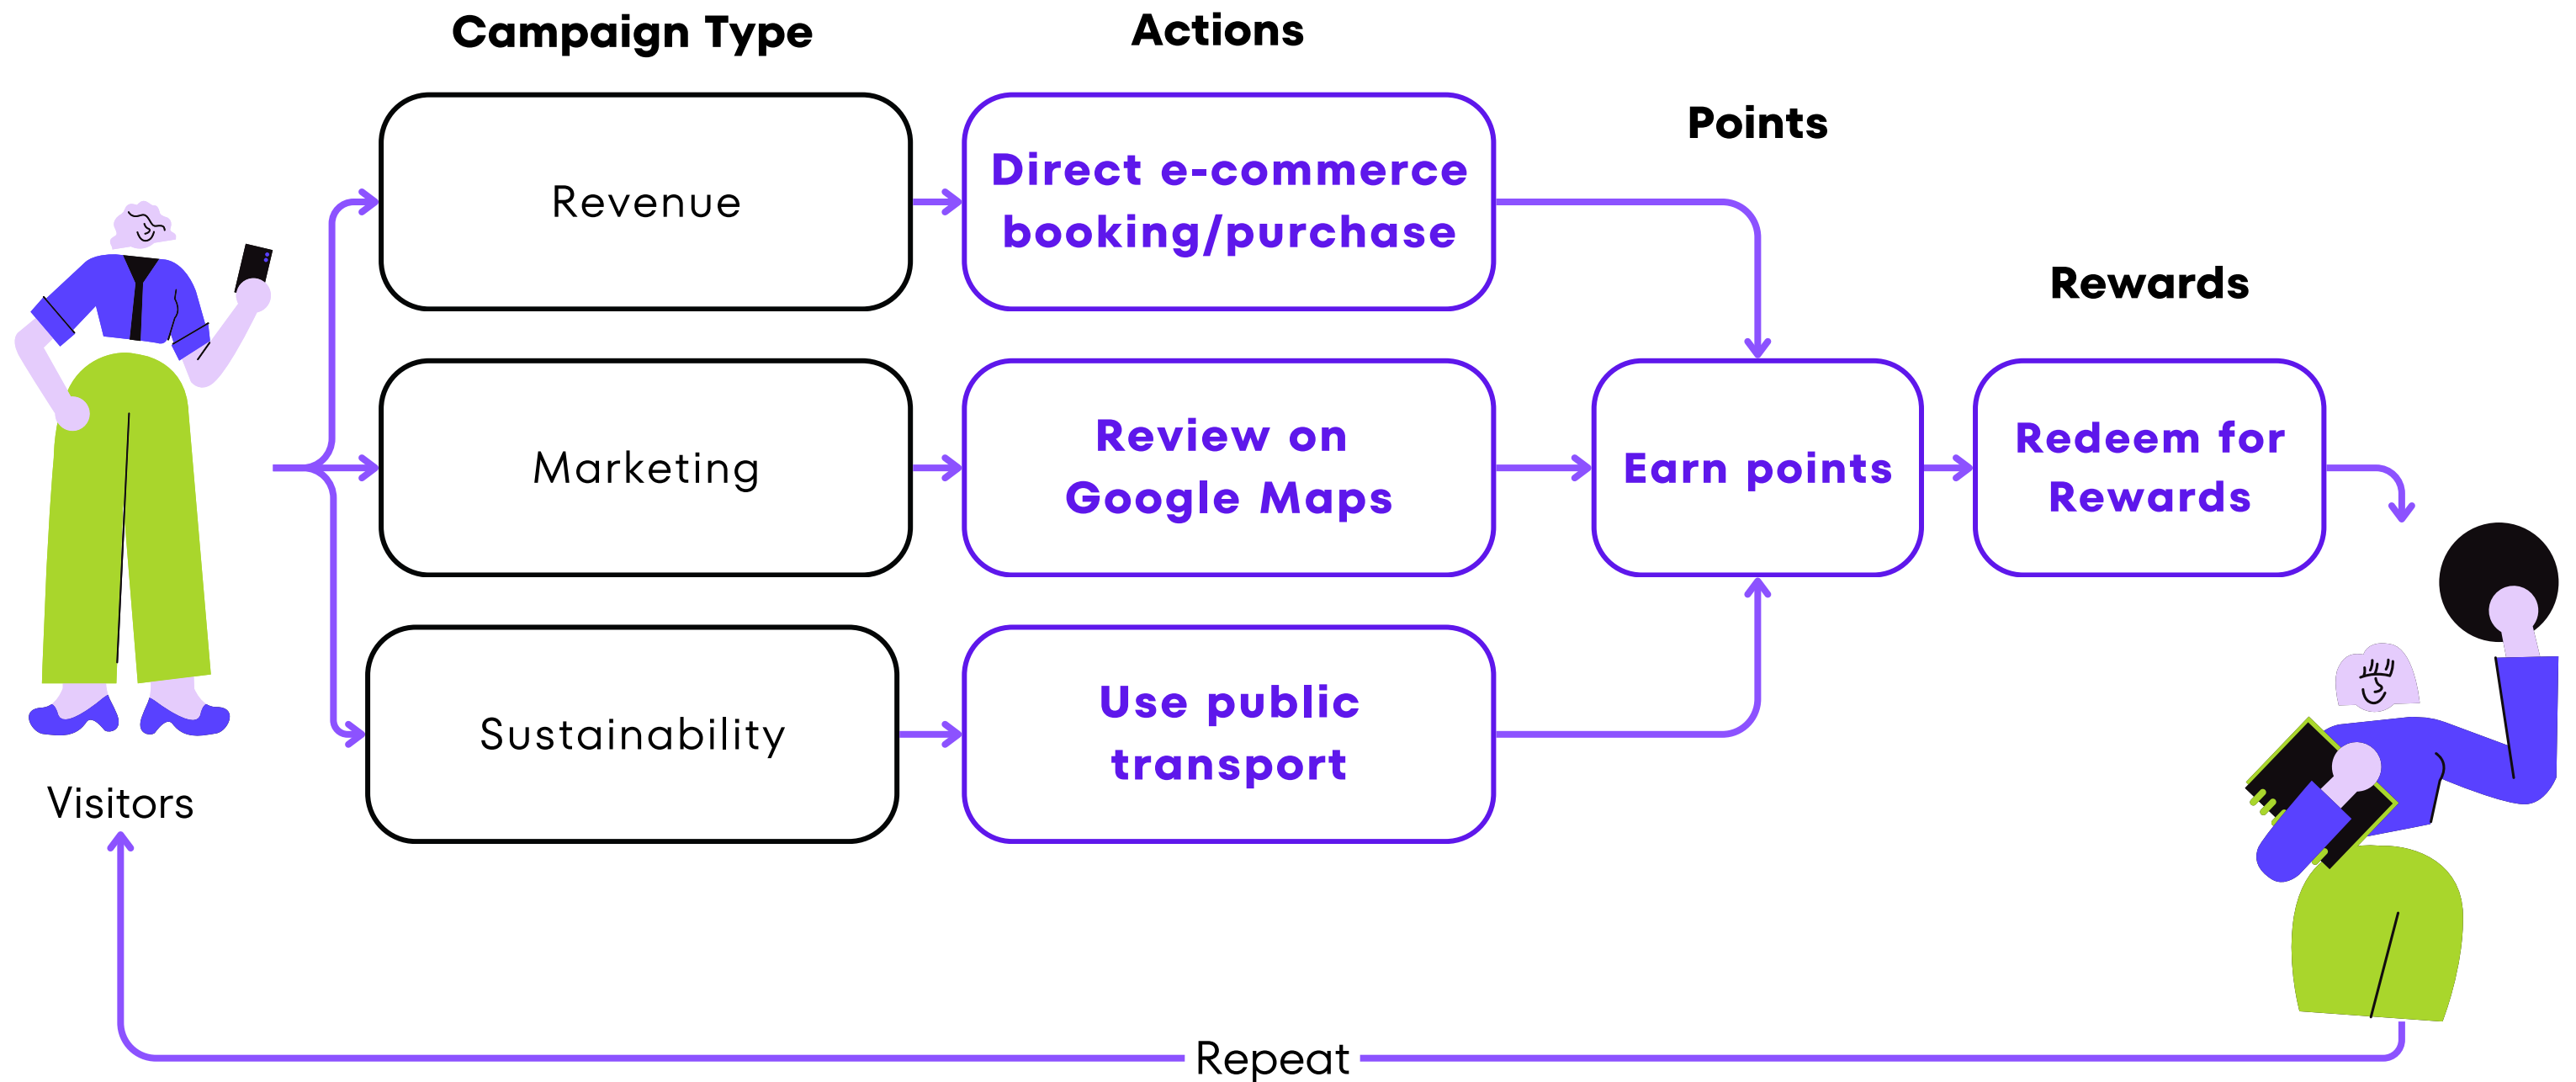 Campaign Type
Actions
Points
Rewards
Revenue
Direct e-commerce
booking/purchase
Marketing
Review on
Google Maps
Earn points
Redeem for
Rewards
Sustainability
Use public
transport
Visitors
Repeat